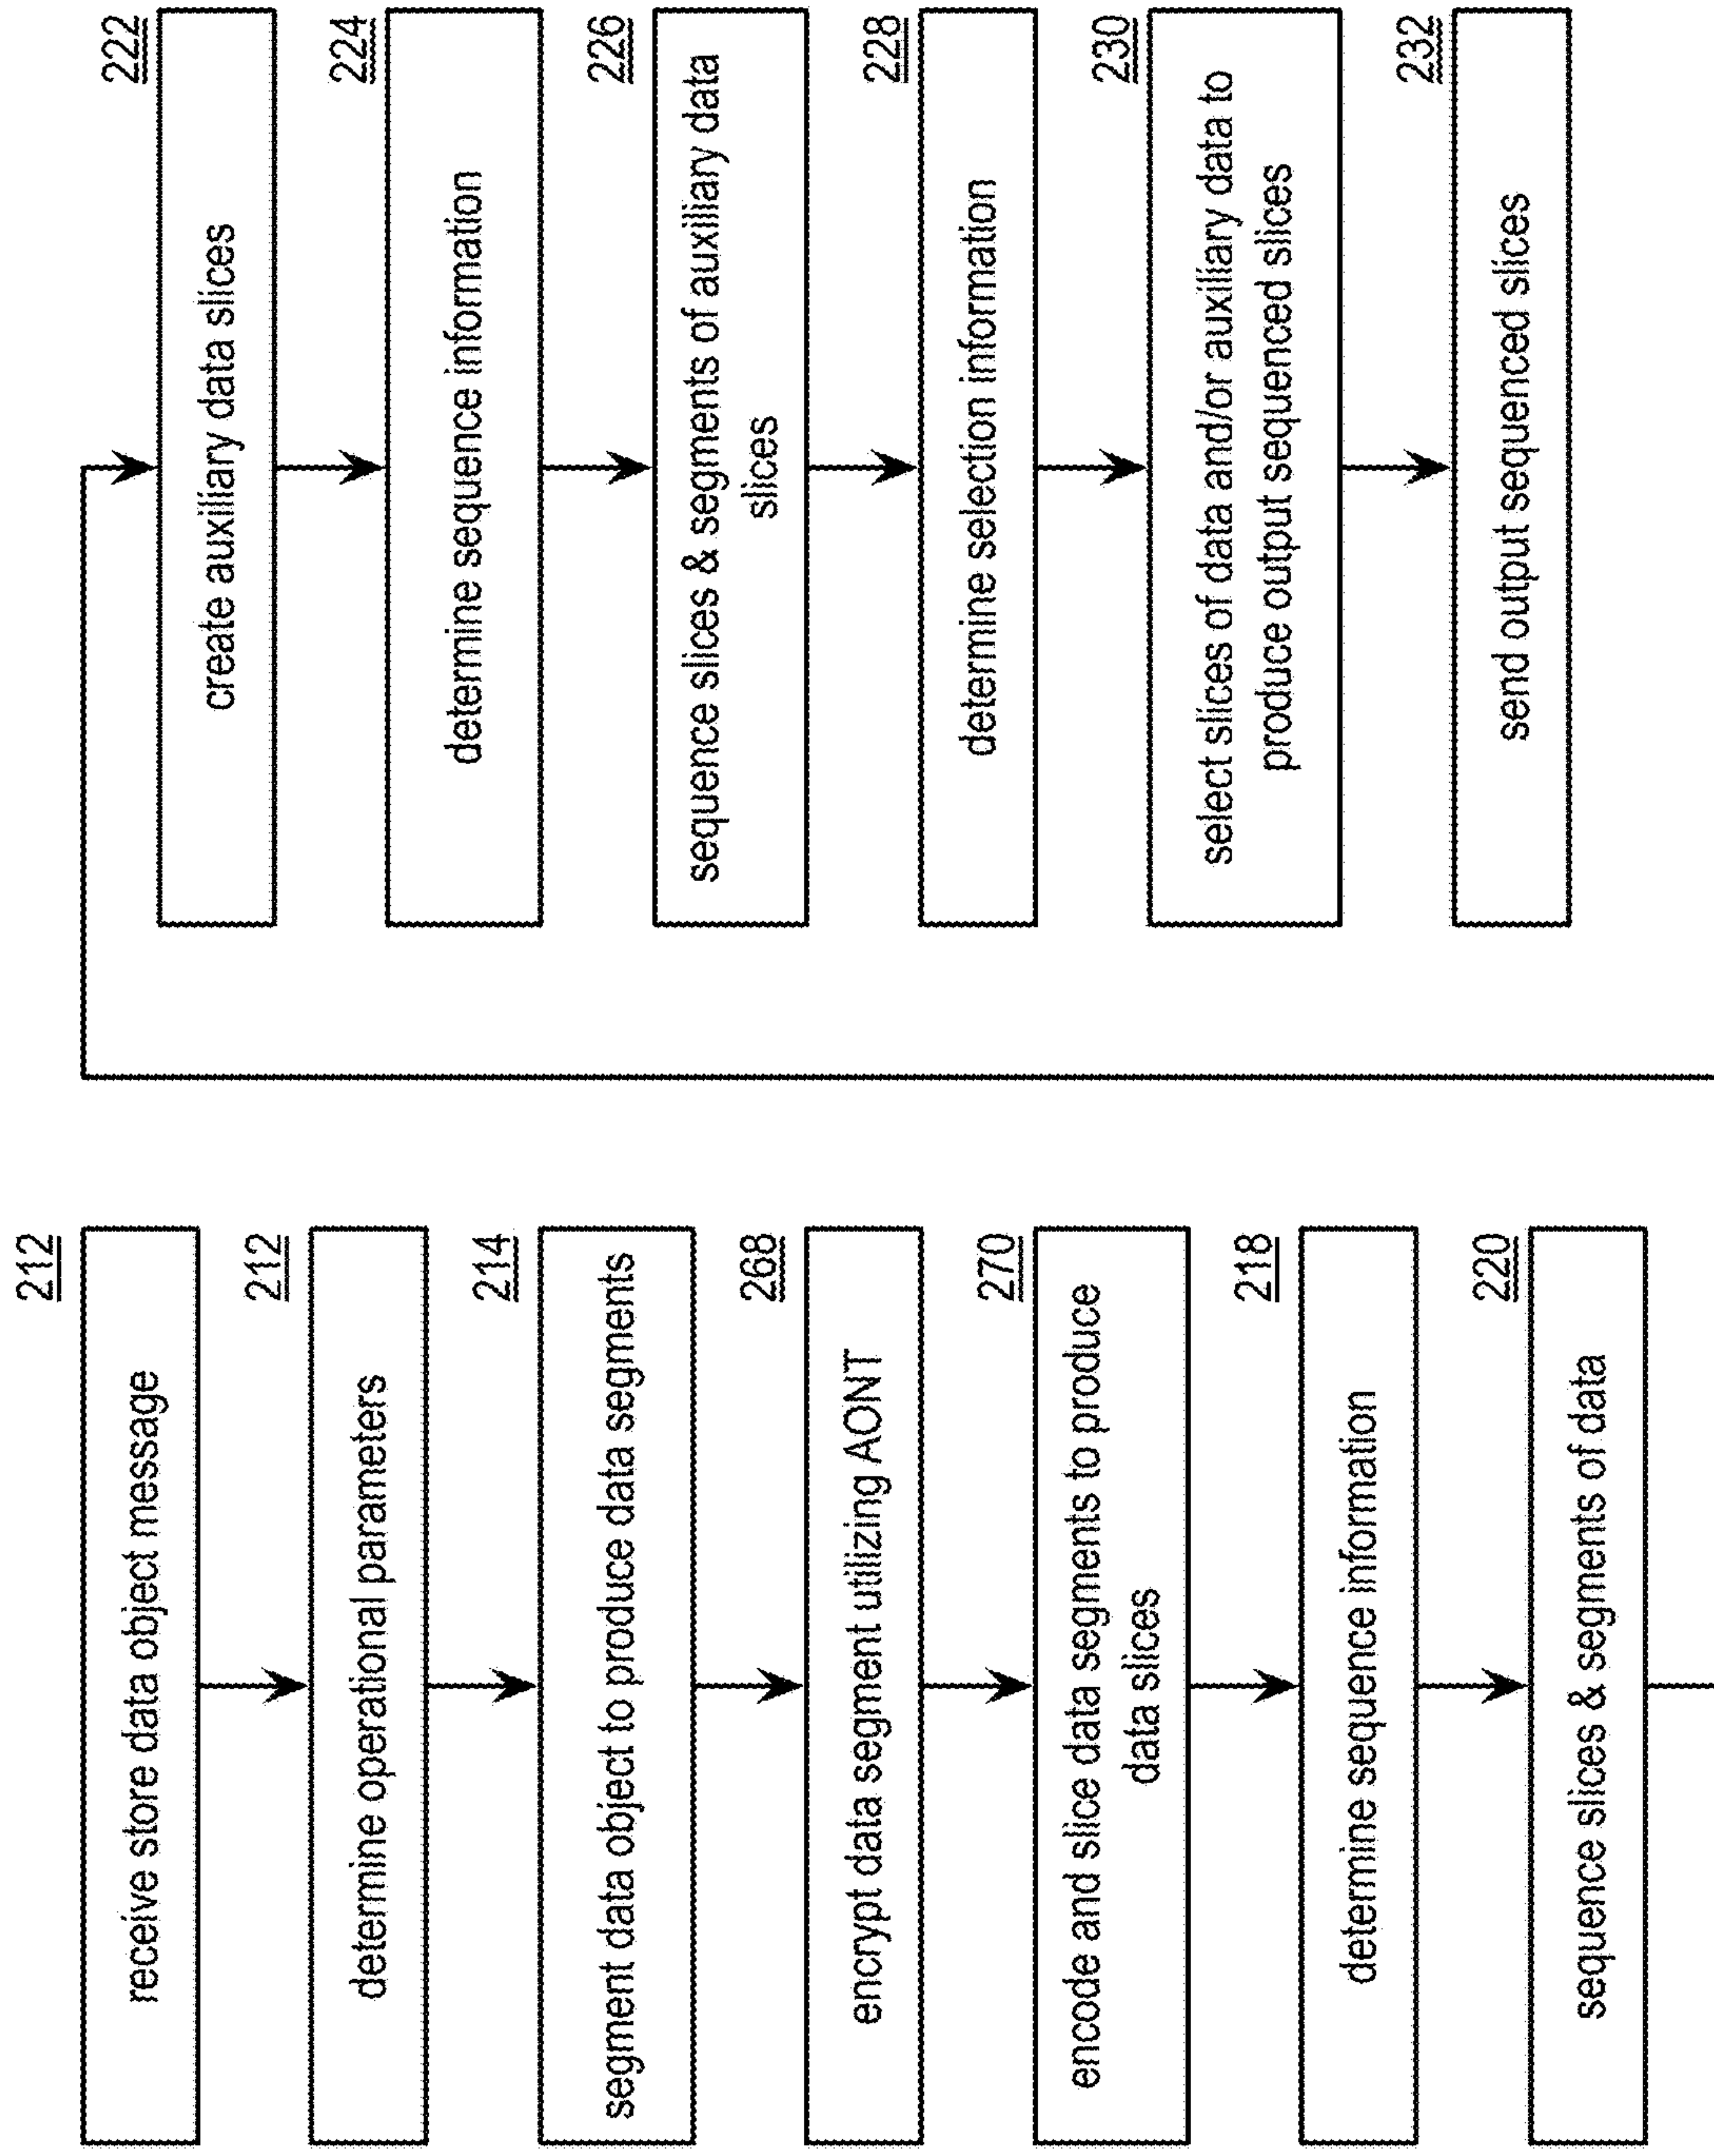 212
receive store data object message
212
determine operational parameters
214
segment data object to produce data segments
268
encrypt data segment utilizing AONT
270
encode and slice data segments to produce
data slices
218
determine sequence information
220
sequence slices & segments of data
222
create auxiliary data slices
224
determine sequence information
226
sequence slices & segments of auxiliary data
slices
228
determine selection information
230
select slices of data and/or auxiliary data to
produce output sequenced slices
232
send output sequenced slices